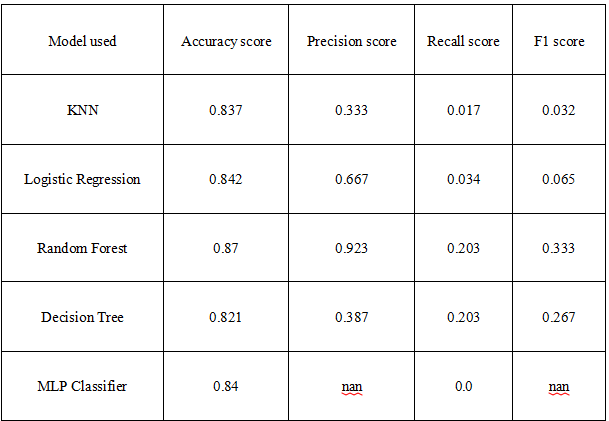 Model used Accuracy score Precision score Recall score F1 score
KNN 0.837 0.333 0.017 0.032
Logistic Regression 0.842 0.667 0.034 0.065
Random Forest 0.87 0.923 0.203 0.333
Decision Tree 0.821 0.387 0.203 0.267
MLP Classifier 0.84 nan 0.0 nan